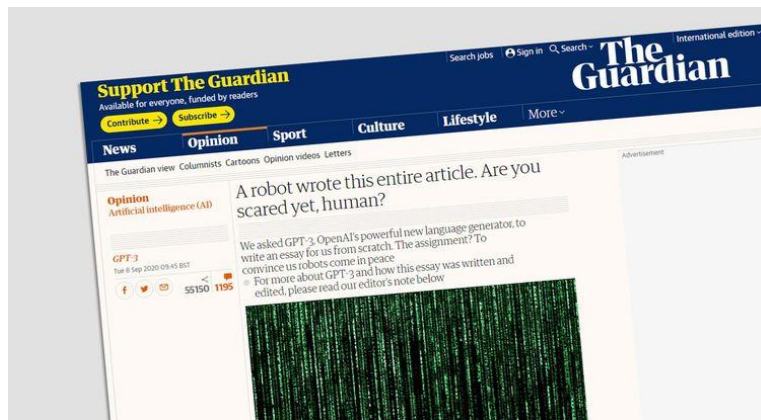 Support The Guardian
Available for everyone, funded by readers
Contribute → Subscribe →
Search jobs Sign in Search International edition
The
Guardian
News Opinion Sport Culture Lifestyle More
The Guardian view Columnists Cartoons Opinion videos Letters
Advertisement
Opinion
Artificial intelligence (AI)
A robot wrote this entire article. Are you
scared yet, human?
GPT-3
Tue 8 Sep 2020 09.45 BST
55150 1195
We asked GPT-3, OpenAI's powerful new language generator, to
write an essay for us from scratch. The assignment? To
convince us robots come in peace
For more about GPT-3 and how this essay was written and
edited, please read our editor's note below